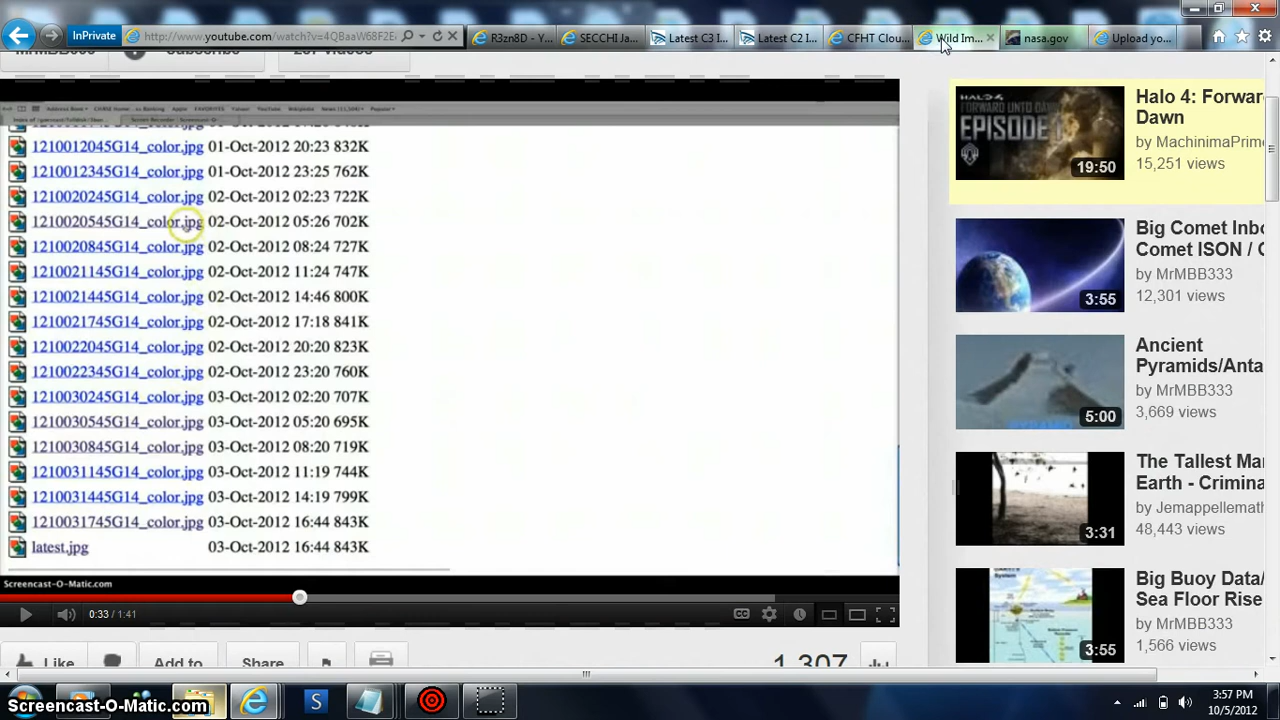 InPrivate
http://www.youtube.com/watch?v=4QBaaW68F2E
R3zn8D - Y...
SECCHI Ja...
Latest C3 I...
Latest C2 I...
CFHT Clou...
Wild Im...
nasa.gov
Upload yo...
MrMBB333
Subscribe
Videos
1210012045G14_color.jpg 01-Oct-2012 20:23 832K
1210012345G14_color.jpg 01-Oct-2012 23:25 762K
1210020245G14_color.jpg 02-Oct-2012 02:23 722K
1210020545G14_color.jpg 02-Oct-2012 05:26 702K
1210020845G14_color.jpg 02-Oct-2012 08:24 727K
1210021145G14_color.jpg 02-Oct-2012 11:24 747K
1210021445G14_color.jpg 02-Oct-2012 14:46 800K
1210021745G14_color.jpg 02-Oct-2012 17:18 841K
1210022045G14_color.jpg 02-Oct-2012 20:20 823K
1210022345G14_color.jpg 02-Oct-2012 23:20 760K
1210030245G14_color.jpg 03-Oct-2012 02:20 707K
1210030545G14_color.jpg 03-Oct-2012 05:20 695K
1210030845G14_color.jpg 03-Oct-2012 08:20 719K
1210031145G14_color.jpg 03-Oct-2012 11:19 744K
1210031445G14_color.jpg 03-Oct-2012 14:19 799K
1210031745G14_color.jpg 03-Oct-2012 16:44 843K
latest.jpg 03-Oct-2012 16:44 843K
Screencast-O-Matic.com
0:33 / 1:41
CC
Like
Add to
Share
1,307
HALO 4
FORWARD
UNTO DAWN
EPISODE
19:50
Halo 4: Forwar
Dawn
by MachinimaPrime
15,251 views
3:55
Big Comet Inbo
Comet ISON / C
by MrMBB333
12,301 views
5:00
Ancient
Pyramids/Anta
by MrMBB333
3,669 views
3:31
The Tallest Ma
Earth - Crimina
by Jemappellemath
48,443 views
System
3:55
Big Buoy Data/
Sea Floor Rise
by MrMBB333
1,566 views
Screencast-O-Matic.com
S
3:57 PM
10/5/2012